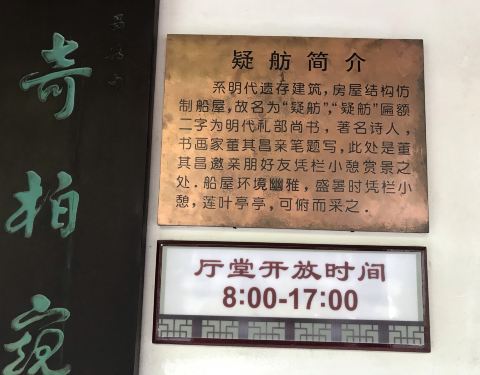 疑舫简介
系明代遗存建筑，房屋结构仿
制船屋，故名为“疑舫”，“疑舫”匾额
二字为明代礼部尚书，著名诗人，
书画家董其昌亲笔题写，此处是董
其昌邀亲朋好友凭栏小憩赏景之
处．船屋环境幽雅，盛暑时凭栏小
憩，莲叶亭亭，可俯而采之．
厅堂开放时间
8:00-17:00
奇柏